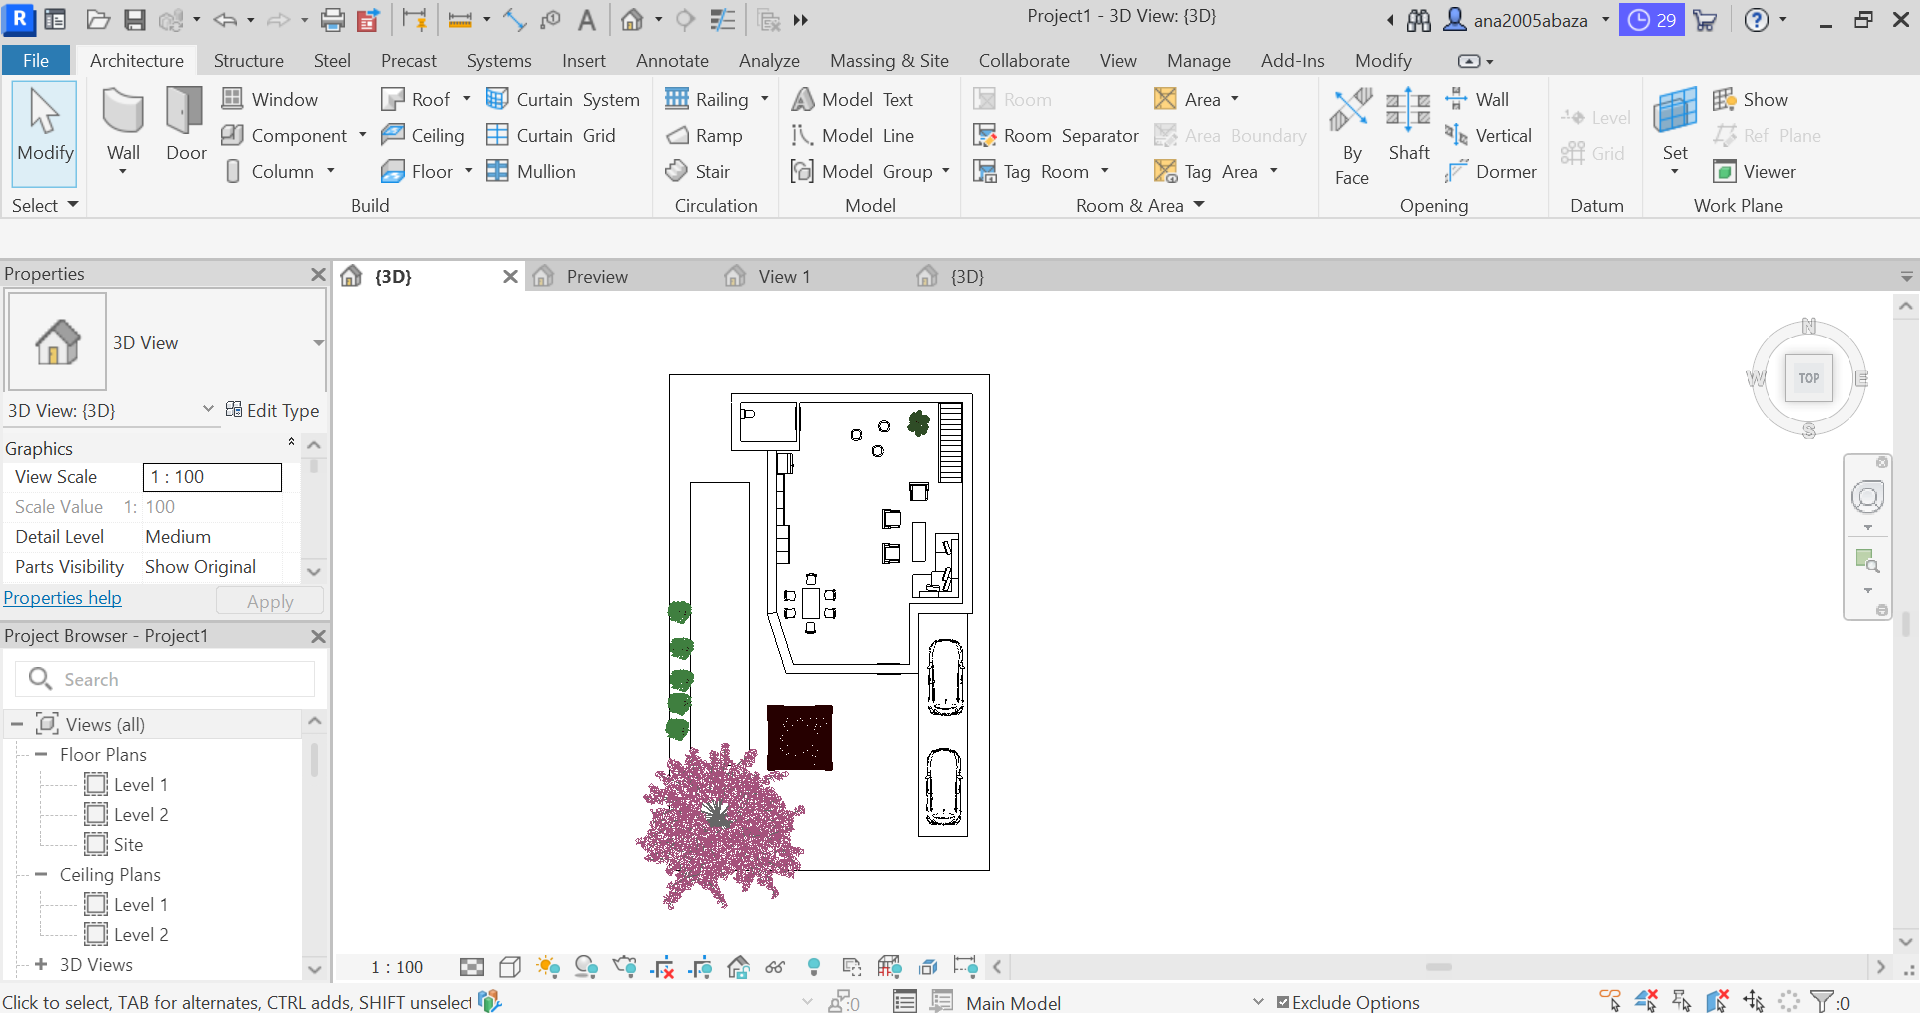 R
A
Project1 - 3D View: {3D}
ana2005abaza
29
?
File
Architecture
Structure
Steel
Precast
Systems
Insert
Annotate
Analyze
Massing & Site
Collaborate
View
Manage
Add-Ins
Modify
Modify
Select
Wall
Door
Window
Component
Column
Roof
Ceiling
Floor
Curtain System
Curtain Grid
Mullion
Build
Railing
Ramp
Stair
Circulation
Model Text
Model Line
Model Group
Model
Room
Room Separator
Tag Room
Area
Area Boundary
Tag Area
Room & Area
By
Face
Shaft
Wall
Vertical
Dormer
Opening
Level
Grid
Datum
Set
Show
Ref Plane
Viewer
Work Plane
Properties
3D View
3D View: {3D}
Edit Type
Graphics
View Scale
1 : 100
Scale Value 1:
100
Detail Level
Medium
Parts Visibility
Show Original
Properties help
Apply
Project Browser - Project1
Search
Views (all)
Floor Plans
Level 1
Level 2
Site
Ceiling Plans
Level 1
Level 2
3D Views
{3D}
Preview
View 1
{3D}
N
W
TOP
E
S
1 : 100
Click to select, TAB for alternates, CTRL adds, SHIFT unselect
:0
Main Model
Exclude Options
:0